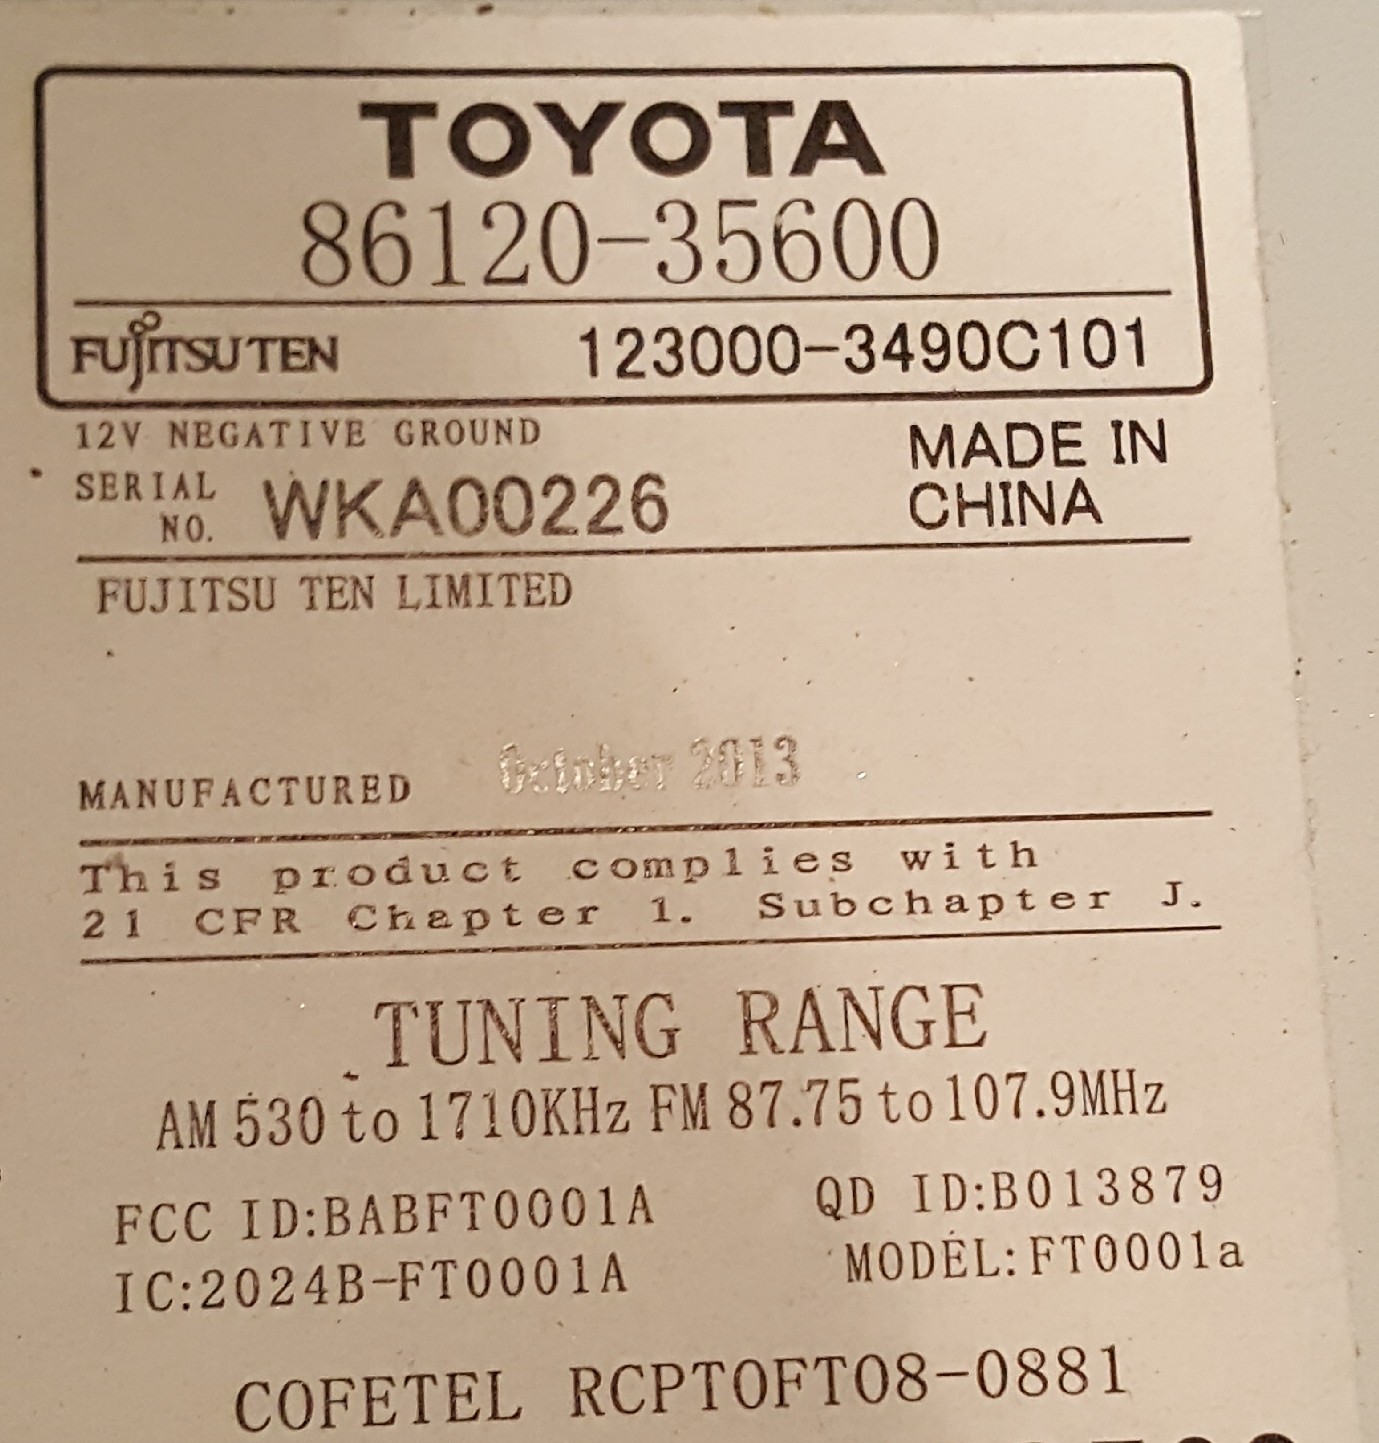 TOYOTA
86120-35600
FUJITSU TEN 123000-3490C101
12V NEGATIVE GROUND
MADE IN
CHINA
SERIAL NO. WKA00226
FUJITSU TEN LIMITED
MANUFACTURED October 2013
This product complies with
21 CFR Chapter 1. Subchapter J.
TUNING RANGE
AM 530 to 1710KHz FM 87.75 to 107.9MHz
FCC ID:BABFT0001A QD ID:B013879
IC:2024B-FT0001A MODEL:FT0001a
COFETEL RCPTOFT08-0881